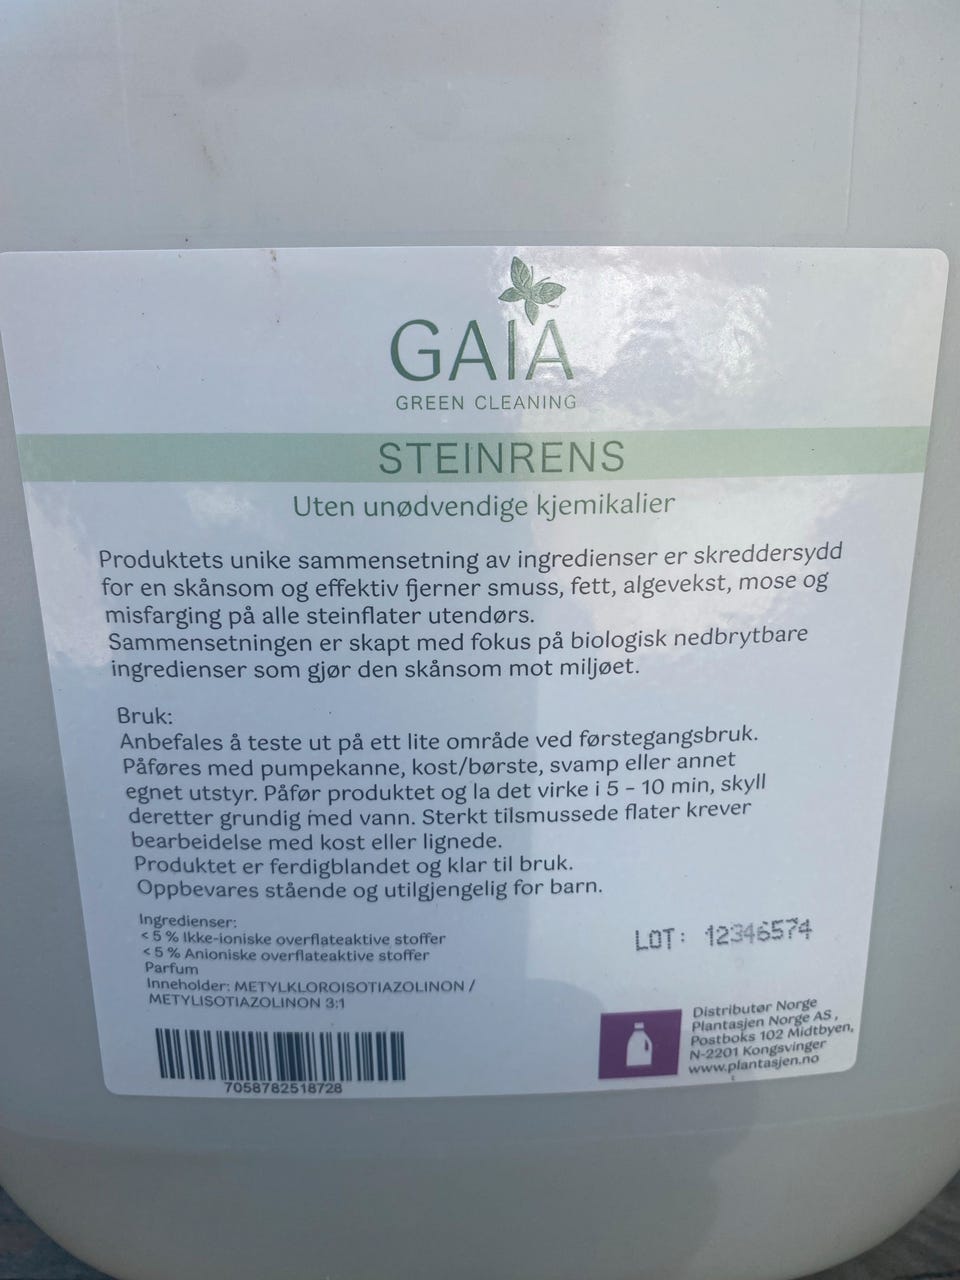 GAIA
GREEN CLEANING
STEINRENS
Uten unødvendige kjemikalier
Produktets unike sammensetning av ingredienser er skreddersydd
for en skånsom og effektiv fjerner smuss, fett, algevekst, mose og
misfarging på alle steinflater utendørs.
Sammensetningen er skapt med fokus på biologisk nedbrytbare
ingredienser som gjør den skånsom mot miljøet.
Bruk:
Anbefales å teste ut på ett lite område ved førstegangsbruk.
Påføres med pumpekanne, kost/børste, svamp eller annet
egnet utstyr. Påfør produktet og la det virke i 5 - 10 min, skyll
deretter grundig med vann. Sterkt tilsmussede flater krever
bearbeidelse med kost eller lignede.
Produktet er ferdigblandet og klar til bruk.
Oppbevares stående og utilgjengelig for barn.
Ingredienser:
< 5 % Ikke-ioniske overflateaktive stoffer
< 5 % Anioniske overflateaktive stoffer
Parfum
Inneholder: METYLKLOROISOTIAZOLINON /
METYLISOTIAZOLINON 3:1
LOT: 12346574
7058782518728
Distributør Norge
Plantasjen Norge AS,
Postboks 102 Midtbyen,
N-2201 Kongsvinger
www.plantasjen.no